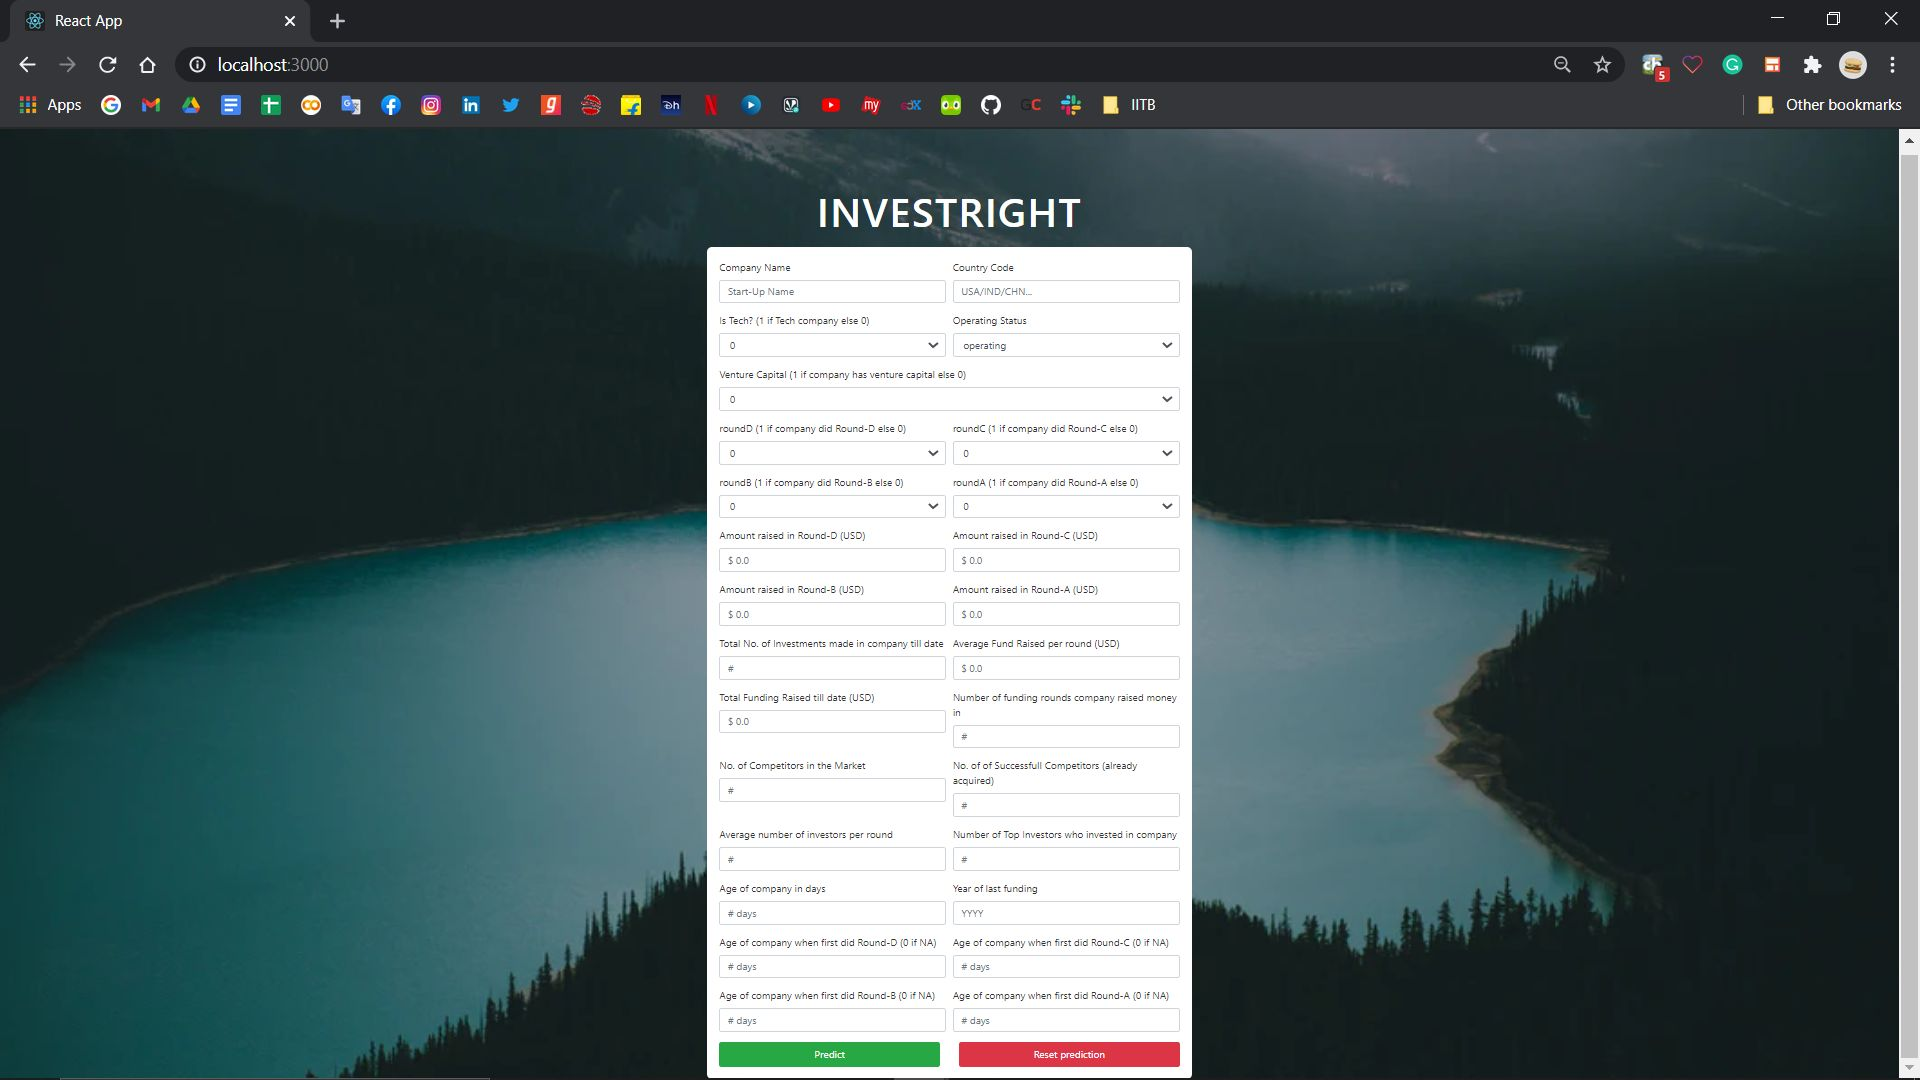 React App
localhost:3000
5
Apps
IITB
Other bookmarks
INVESTRIGHT
Company Name
Country Code
Start-Up Name
USA/IND/CHN...
Is Tech? (1 if Tech company else 0)
Operating Status
0
operating
Venture Capital (1 if company has venture capital else 0)
0
roundD (1 if company did Round-D else 0)
roundC (1 if company did Round-C else 0)
0
0
roundB (1 if company did Round-B else 0)
roundA (1 if company did Round-A else 0)
0
0
Amount raised in Round-D (USD)
Amount raised in Round-C (USD)
$ 0.0
$ 0.0
Amount raised in Round-B (USD)
Amount raised in Round-A (USD)
$ 0.0
$ 0.0
Total No. of Investments made in company till date
Average Fund Raised per round (USD)
#
$ 0.0
Total Funding Raised till date (USD)
Number of funding rounds company raised money
in
$ 0.0
#
No. of Competitors in the Market
No. of of Successfull Competitors (already
acquired)
#
#
Average number of investors per round
Number of Top Investors who invested in company
#
#
Age of company in days
Year of last funding
# days
YYYY
Age of company when first did Round-D (0 if NA)
Age of company when first did Round-C (0 if NA)
# days
# days
Age of company when first did Round-B (0 if NA)
Age of company when first did Round-A (0 if NA)
# days
# days
Predict
Reset prediction